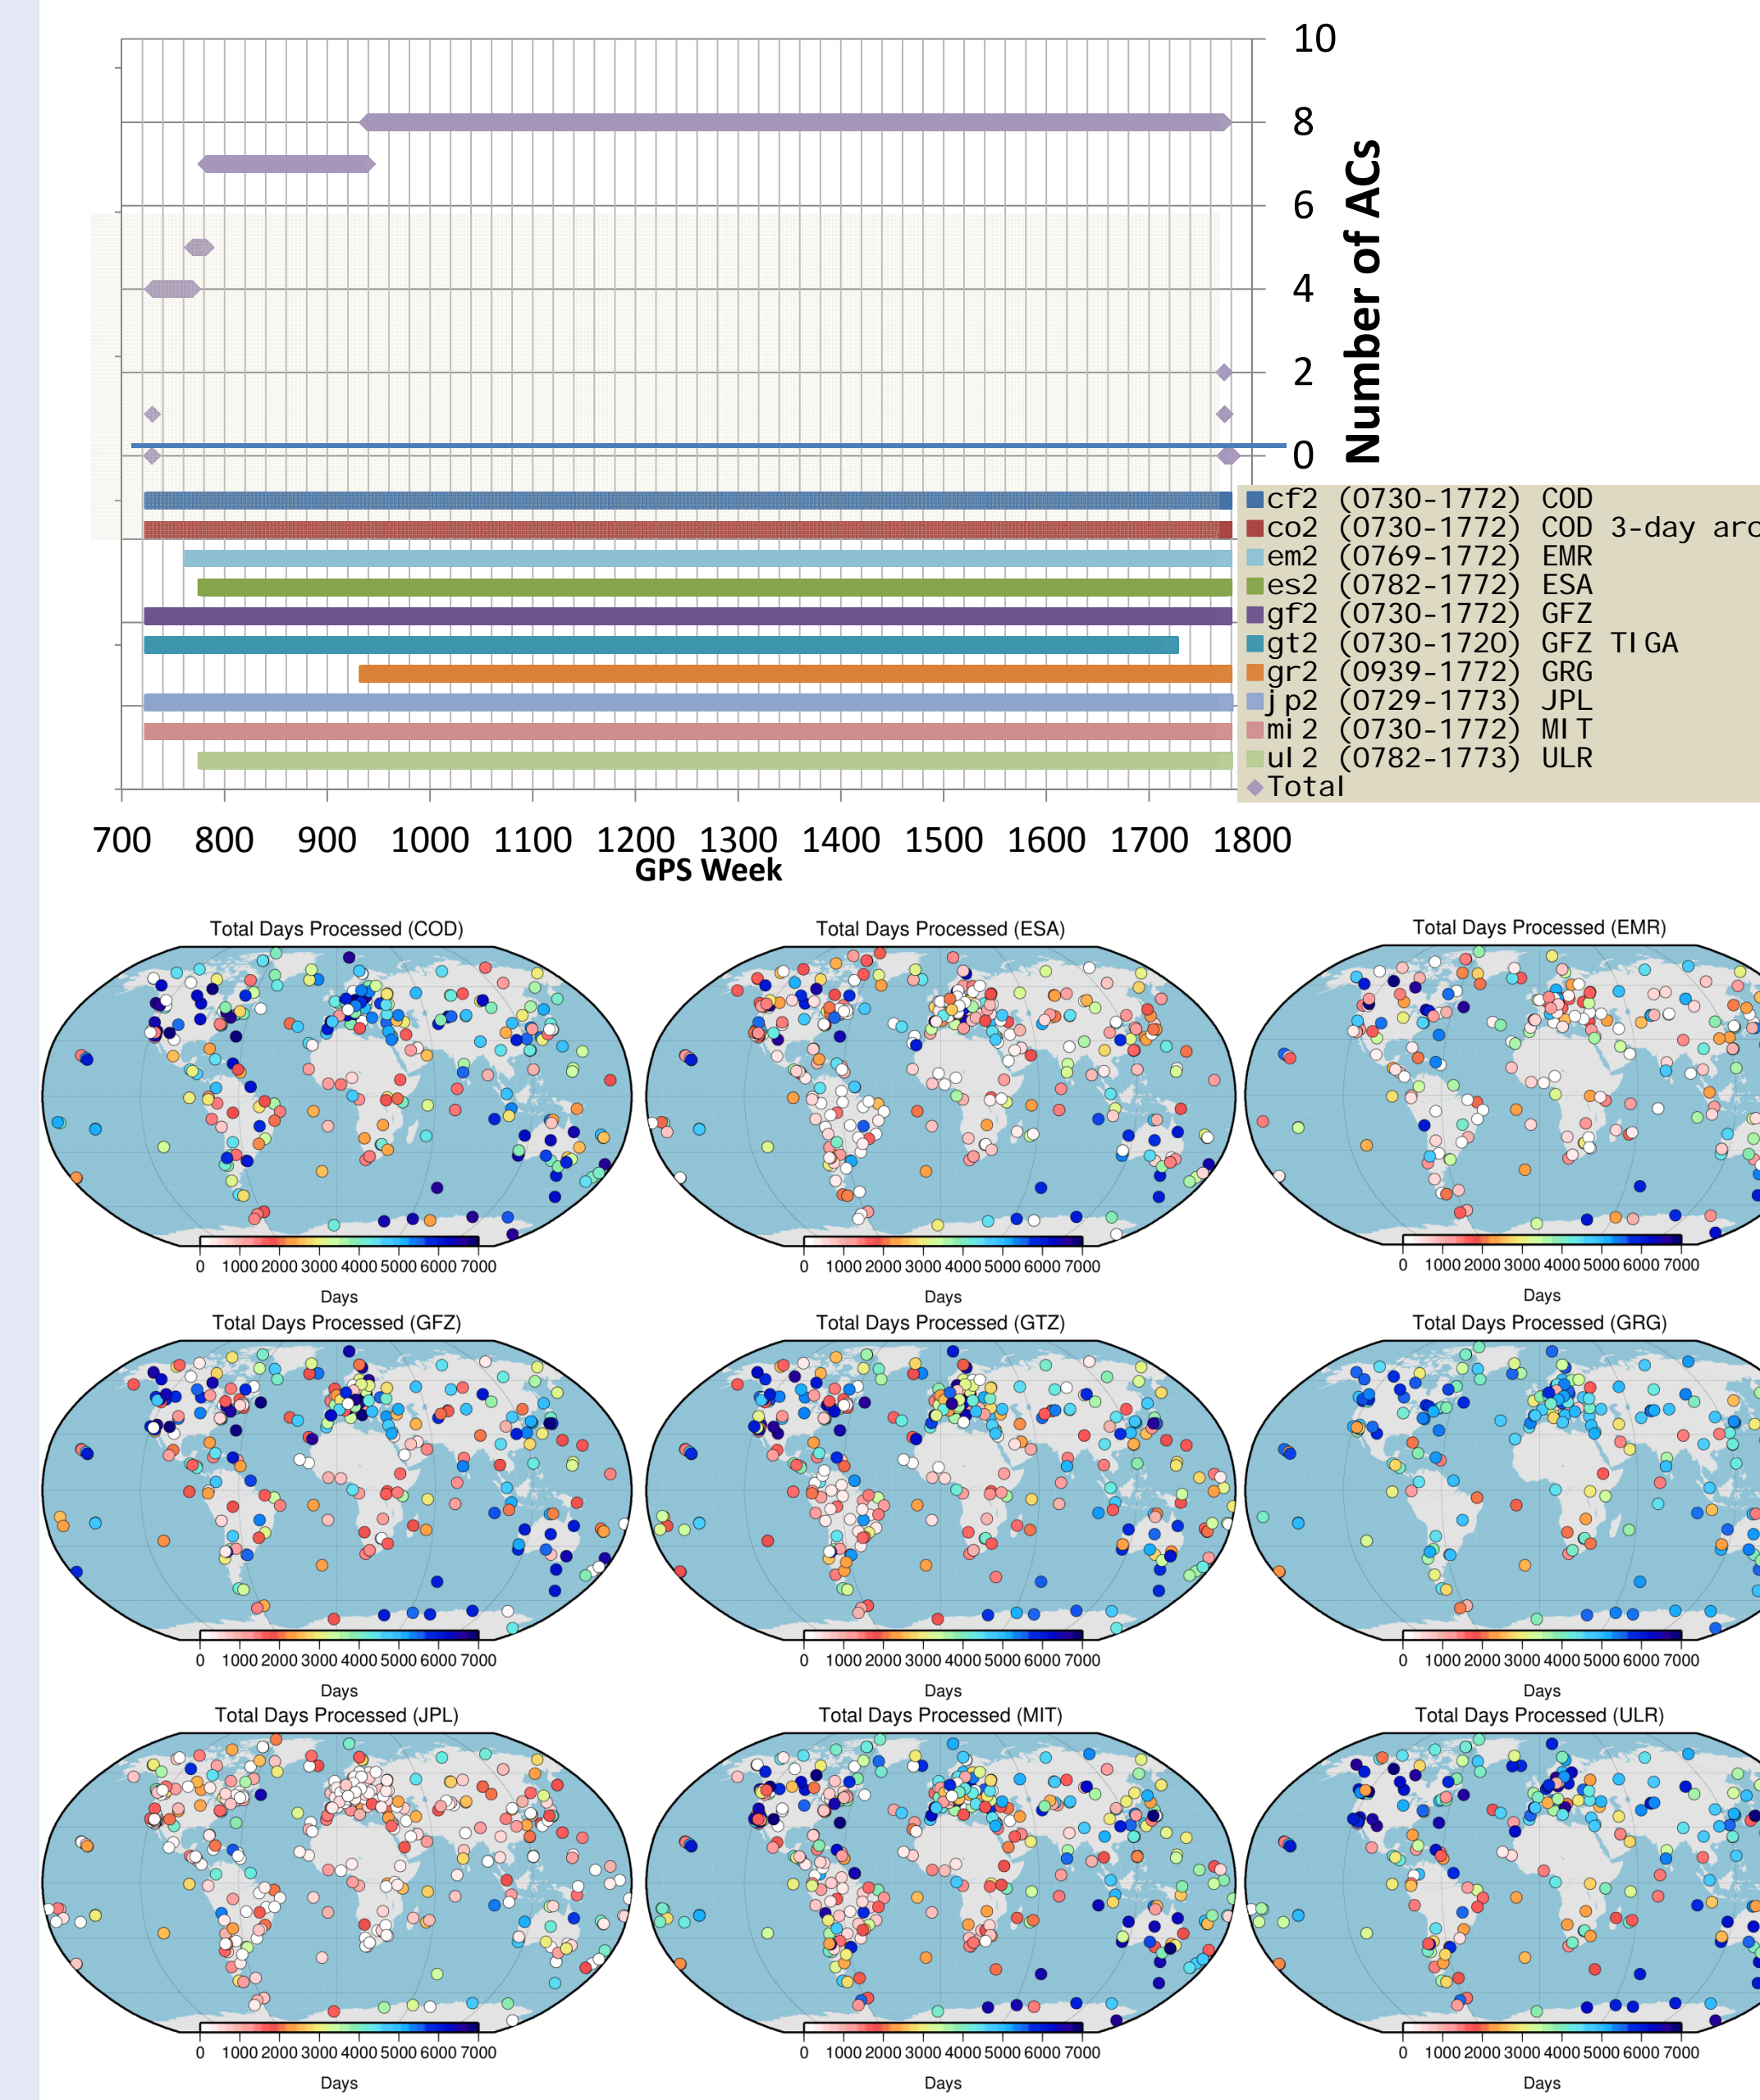 10
8
6
4
2
0
Number of ACs
cf2 (0730-1772) COD
co2 (0730-1772) COD 3-day arc
em2 (0769-1772) EMR
es2 (0782-1772) ESA
gf2 (0730-1772) GFZ
gt2 (0730-1720) GFZ TIGA
gr2 (0939-1772) GRG
jp2 (0729-1773) JPL
mi2 (0730-1772) MIT
ul2 (0782-1773) ULR
Total
700 800 900 1000 1100 1200 1300 1400 1500 1600 1700 1800
GPS Week
Total Days Processed (COD)
0 1000 2000 3000 4000 5000 6000 7000
Days
Total Days Processed (ESA)
0 1000 2000 3000 4000 5000 6000 7000
Days
Total Days Processed (EMR)
0 1000 2000 3000 4000 5000 6000 7000
Days
Total Days Processed (GFZ)
0 1000 2000 3000 4000 5000 6000 7000
Days
Total Days Processed (GTZ)
0 1000 2000 3000 4000 5000 6000 7000
Days
Total Days Processed (GRG)
0 1000 2000 3000 4000 5000 6000 7000
Days
Total Days Processed (JPL)
0 1000 2000 3000 4000 5000 6000 7000
Days
Total Days Processed (MIT)
0 1000 2000 3000 4000 5000 6000 7000
Days
Total Days Processed (ULR)
0 1000 2000 3000 4000 5000 6000 7000
Days